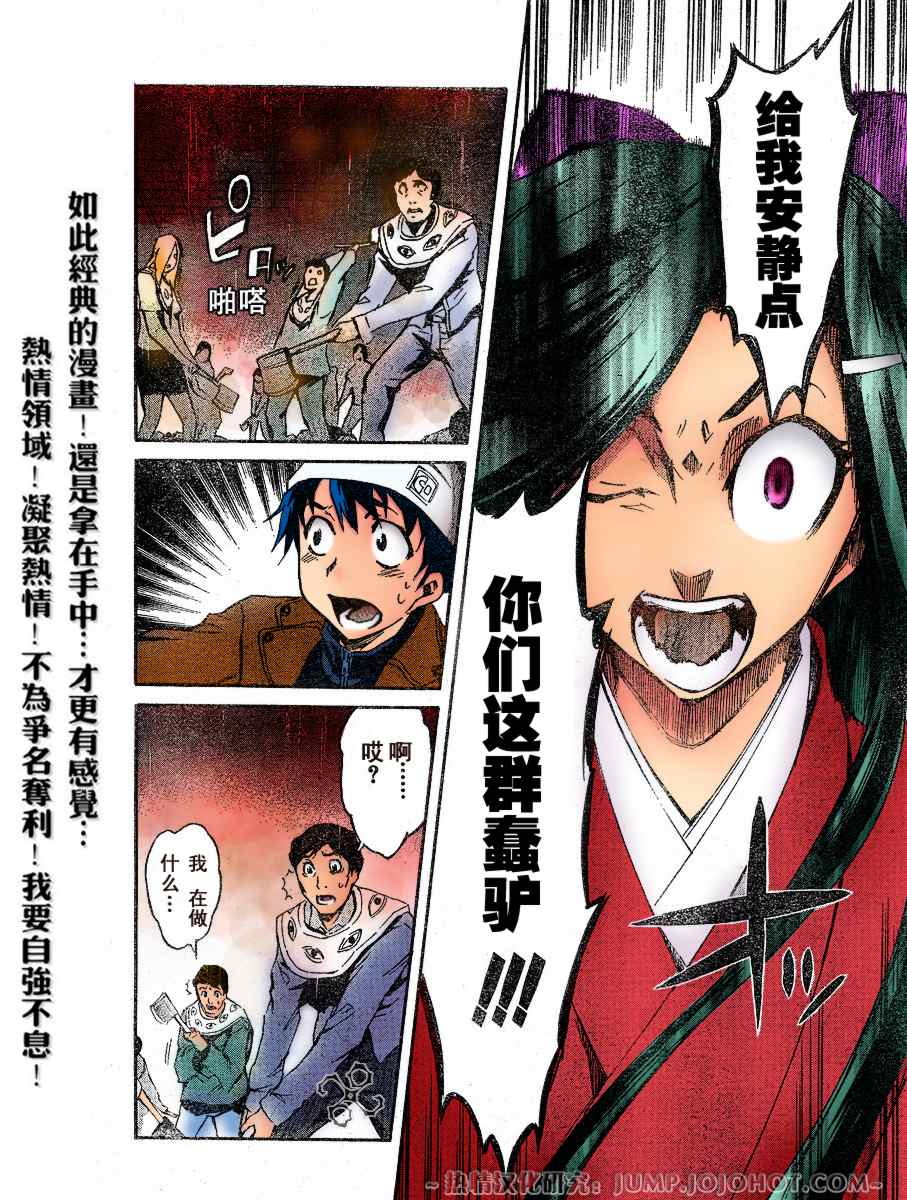 给我安静点
你们这群蠢驴!!!
キッ
ピロッ
啪嗒
啊……
哎?
我在做
什么…
如此經典的漫畫！還是拿在手中…才更有感覺…
熱情領域！凝聚熱情！不為爭名奪利！我要自強不息！
~热情汉化研究: JUMP.JOJOHOT.COM~